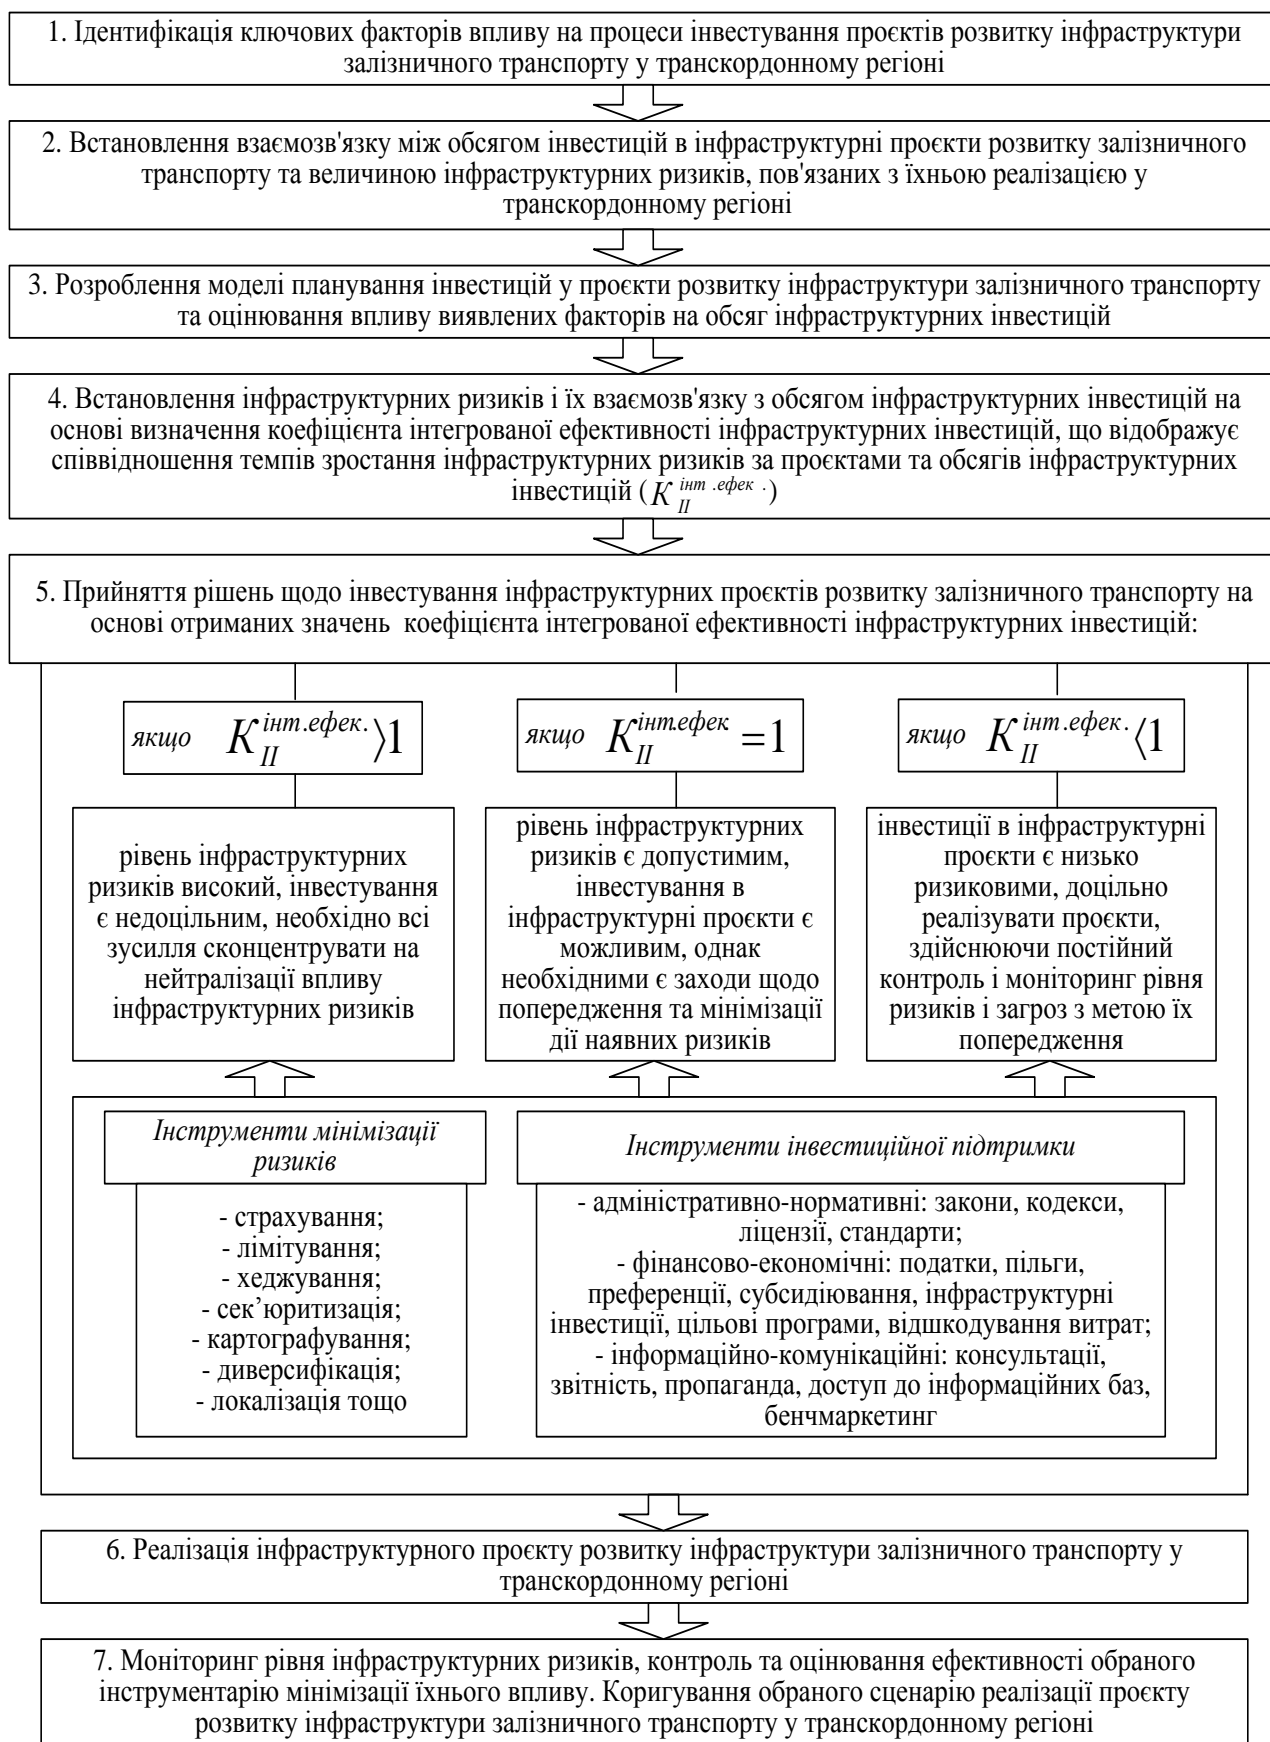 1. Ідентифікація ключових факторів впливу на процеси інвестування проєктів розвитку інфраструктури
залізничного транспорту у транскордонному регіоні
2. Встановлення взаємозв'язку між обсягом інвестицій в інфраструктурні проєкти розвитку залізничного
транспорту та величиною інфраструктурних ризиків, пов'язаних з їхньою реалізацією у
транскордонному регіоні
3. Розроблення моделі планування інвестицій у проєкти розвитку інфраструктури залізничного транспорту
та оцінювання впливу виявлених факторів на обсяг інфраструктурних інвестицій
4. Встановлення інфраструктурних ризиків і їх взаємозв'язку з обсягом інфраструктурних інвестицій на
основі визначення коефіцієнта інтегрованої ефективності інфраструктурних інвестицій, що відображує
співвідношення темпів зростання інфраструктурних ризиків за проєктами та обсягів інфраструктурних
інвестицій ( K_{II}^{інт .ефек .})
5. Прийняття рішень щодо інвестування інфраструктурних проєктів розвитку залізничного транспорту на
основі отриманих значень коефіцієнта інтегрованої ефективності інфраструктурних інвестицій:
якщо K_{II}^{інт.ефек.}⟩1
якщо K_{II}^{інт.ефек}=1
якщо K_{II}^{інт.ефек.}⟨1
рівень інфраструктурних
ризиків високий, інвестування
є недоцільним, необхідно всі
зусилля сконцентрувати на
нейтралізації впливу
інфраструктурних ризиків
рівень інфраструктурних
ризиків є допустимим,
інвестування в
інфраструктурні проєкти є
можливим, однак
необхідними є заходи щодо
попередження та мінімізації
дії наявних ризиків
інвестиції в інфраструктурні
проєкти є низько
ризиковими, доцільно
реалізувати проєкти,
здійснюючи постійний
контроль і моніторинг рівня
ризиків і загроз з метою їх
попередження
Інструменти мінімізації
ризиків
- страхування;
- лімітування;
- хеджування;
- сек’юритизація;
- картографування;
- диверсифікація;
- локалізація тощо
Інструменти інвестиційної підтримки
- адміністративно-нормативні: закони, кодекси,
ліцензії, стандарти;
- фінансово-економічні: податки, пільги,
преференції, субсидіювання, інфраструктурні
інвестиції, цільові програми, відшкодування витрат;
- інформаційно-комунікаційні: консультації,
звітність, пропаганда, доступ до інформаційних баз,
бенчмаркетинг
6. Реалізація інфраструктурного проєкту розвитку інфраструктури залізничного транспорту у
транскордонному регіоні
7. Моніторинг рівня інфраструктурних ризиків, контроль та оцінювання ефективності обраного
інструментарію мінімізації їхнього впливу. Коригування обраного сценарію реалізації проєкту
розвитку інфраструктури залізничного транспорту у транскордонному регіоні